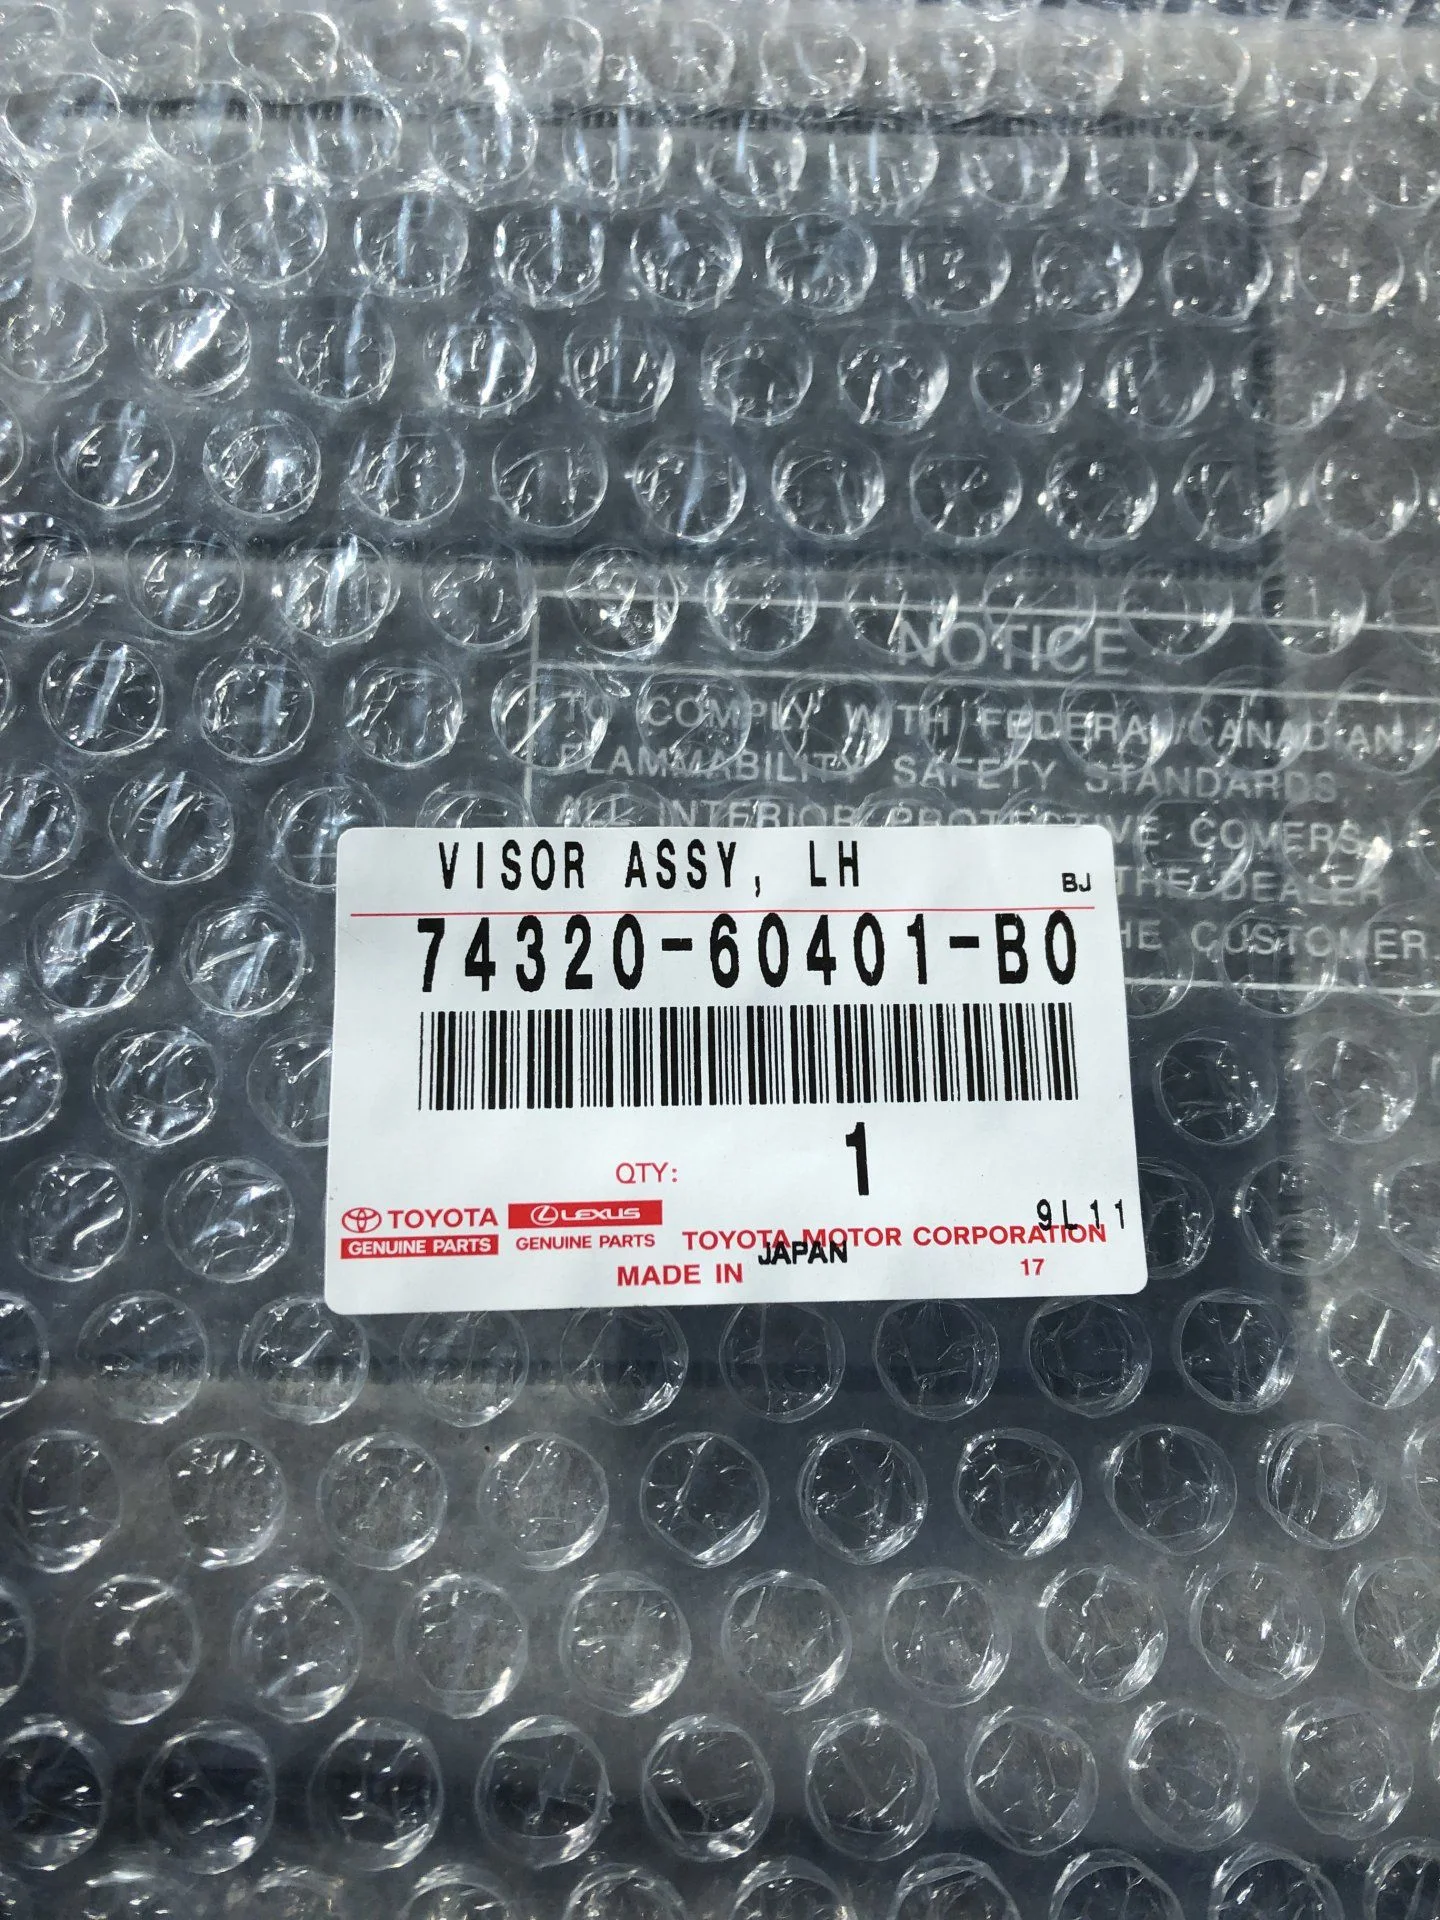 NOTICE
TO COMPLY WITH FEDERAL/CANADIAN
FLAMMABILITY SAFETY STANDARDS
ALL INTERIOR PROTECTIVE COVERS
THE DEALER
THE CUSTOMER
VISOR ASSY, LH
BJ
74320-60401-B0
QTY: 1
9L11
TOYOTA LEXUS
GENUINE PARTS GENUINE PARTS TOYOTA MOTOR CORPORATION
MADE IN JAPAN 17